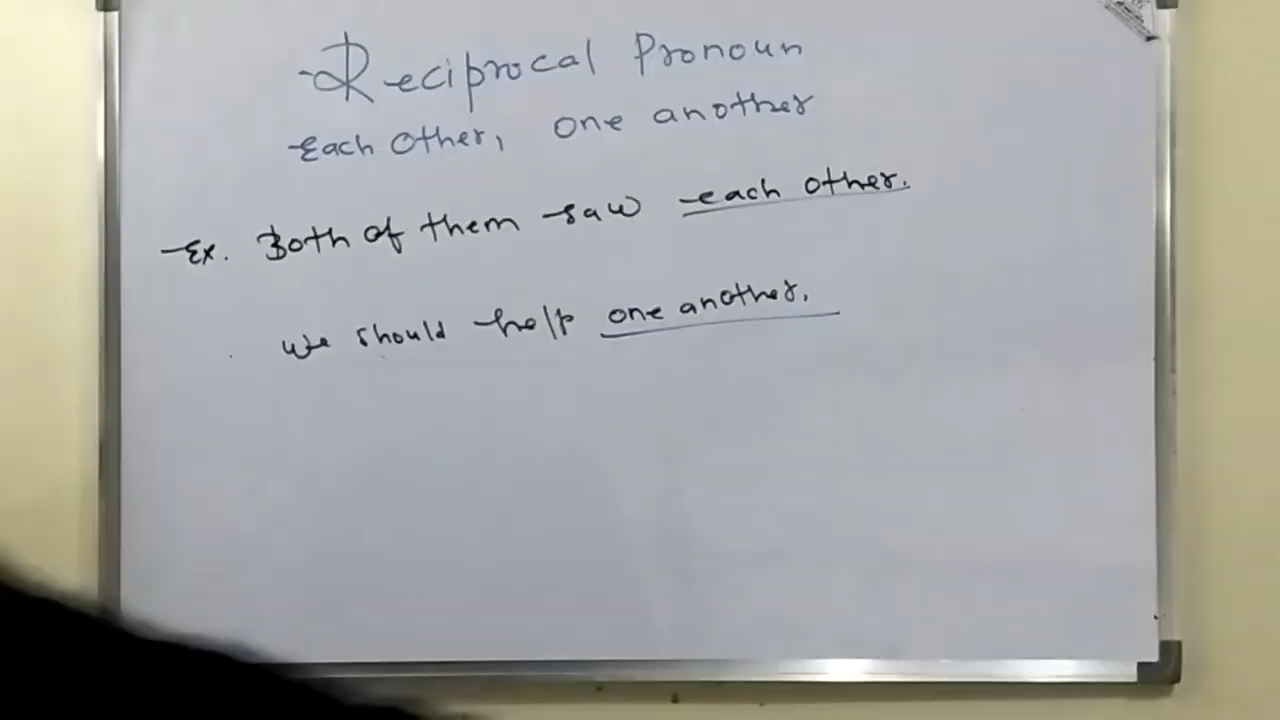 Reciprocal Pronoun
Each Other, one another
Ex. Both of them saw each other.
We should help one another.